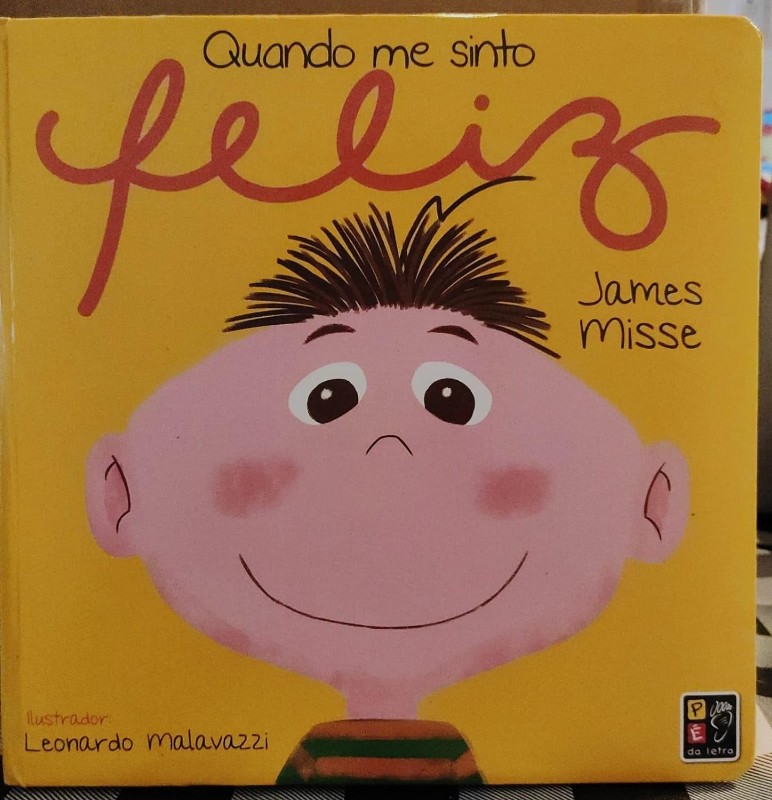 Quando me sinto
feliz
James
Misse
Ilustrador:
Leonardo Malavazzi
P
É
da letra